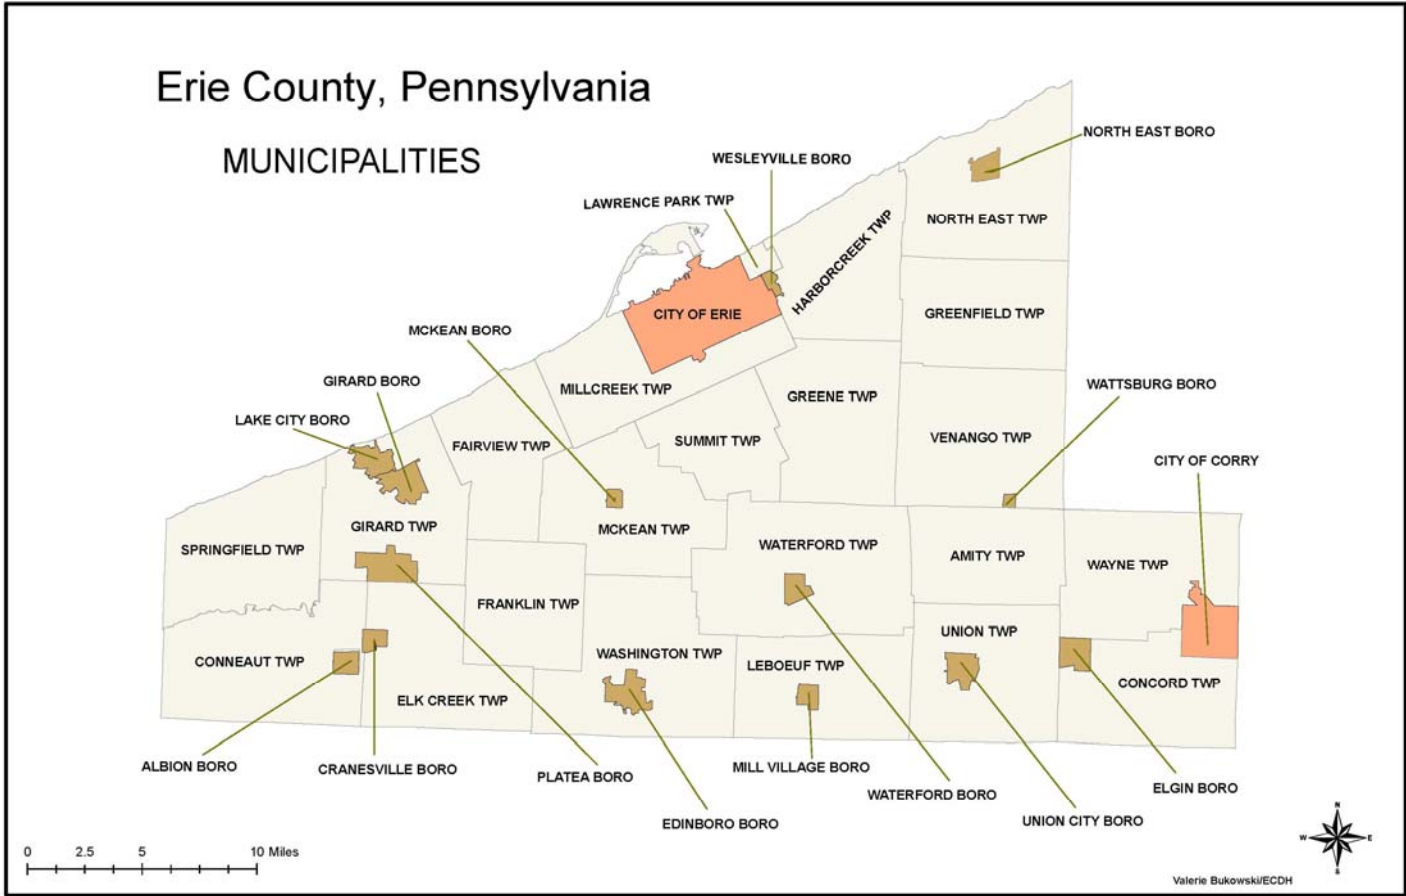 Erie County, Pennsylvania
MUNICIPALITIES
NORTH EAST BORO
WESLEYVILLE BORO
LAWRENCE PARK TWP
NORTH EAST TWP
HARBORCREEK TWP
CITY OF ERIE
GREENFIELD TWP
MCKEAN BORO
GIRARD BORO
MILLCREEK TWP
WATTSBURG BORO
GREENE TWP
LAKE CITY BORO
FAIRVIEW TWP
SUMMIT TWP
VENANGO TWP
CITY OF CORRY
GIRARD TWP
MCKEAN TWP
SPRINGFIELD TWP
WATERFORD TWP
AMITY TWP
WAYNE TWP
FRANKLIN TWP
UNION TWP
CONNEAUT TWP
WASHINGTON TWP
LEBOEUF TWP
CONCORD TWP
ELK CREEK TWP
ALBION BORO
CRANESVILLE BORO
PLATEA BORO
MILL VILLAGE BORO
ELGIN BORO
WATERFORD BORO
EDINBORO BORO
UNION CITY BORO
N
W E
S
0 2.5 5 10 Miles
Valerie Bukowski/ECDH